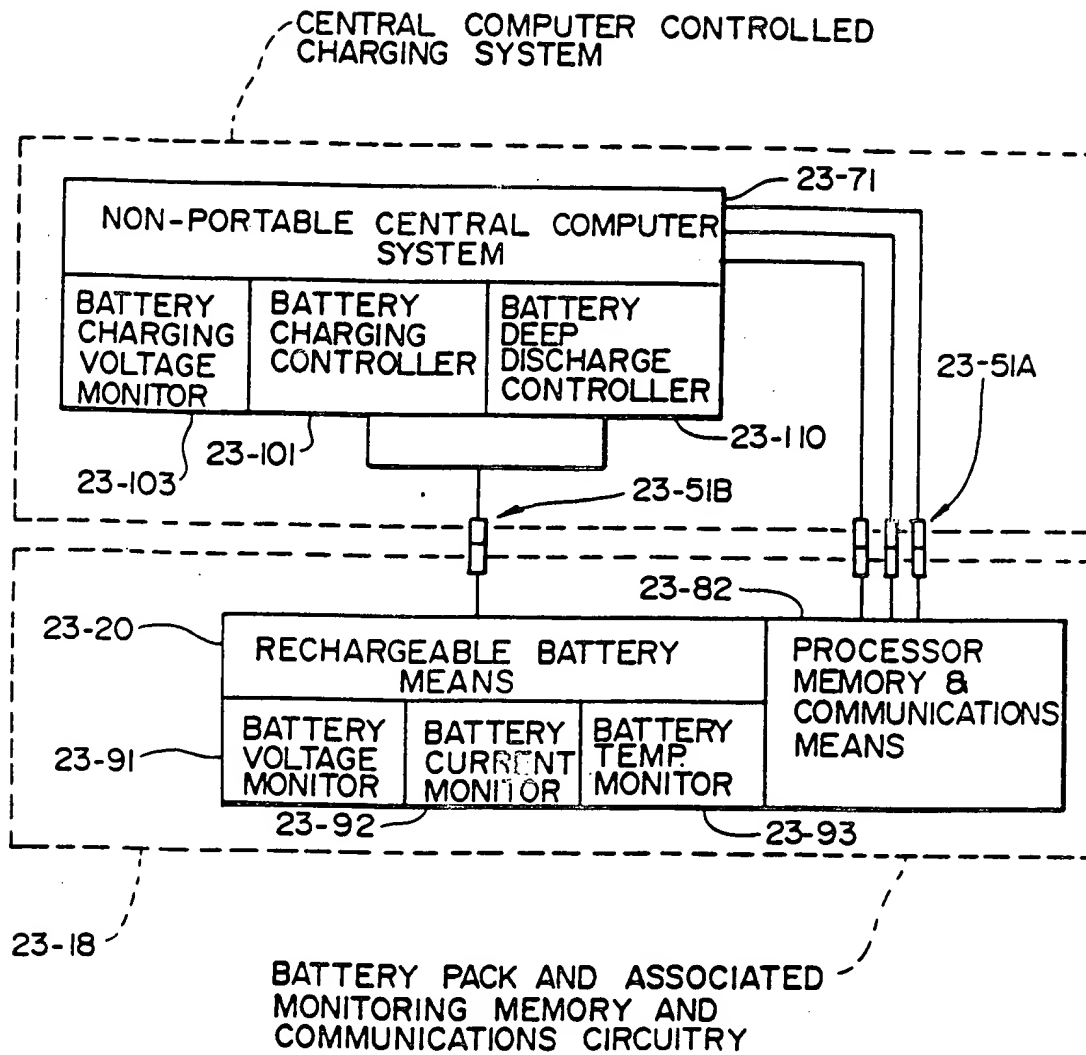 CENTRAL COMPUTER CONTROLLED
CHARGING SYSTEM
23-71
NON-PORTABLE CENTRAL COMPUTER
SYSTEM
BATTERY
CHARGING
VOLTAGE
MONITOR
BATTERY
CHARGING
CONTROLLER
BATTERY
DEEP
DISCHARGE
CONTROLLER
23-51A
23-103
23-101
23-110
23-51B
23-82
23-20
RECHARGEABLE BATTERY
MEANS
PROCESSOR
MEMORY &
COMMUNICATIONS
MEANS
23-91
BATTERY
VOLTAGE
MONITOR
BATTERY
CURRENT
MONITOR
BATTERY
TEMP.
MONITOR
23-92
23-93
23-18
BATTERY PACK AND ASSOCIATED
MONITORING MEMORY AND
COMMUNICATIONS CIRCUITRY